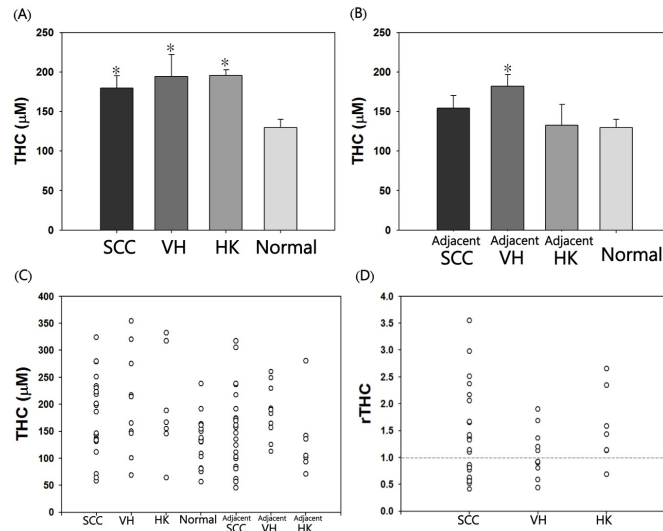 (A)
THC (μM)
250
200
150
100
50
0
*
*
*
SCC VH HK Normal
(B)
THC (μM)
250
200
150
100
50
0
*
Adjacent Adjacent Adjacent
SCC VH HK Normal
(C)
THC (μM)
400
350
300
250
200
150
100
50
0
SCC VH HK Normal Adjacent SCC Adjacent VH Adjacent HK
(D)
rTHC
4.0
3.5
3.0
2.5
2.0
1.5
1.0
0.5
0.0
SCC VH HK